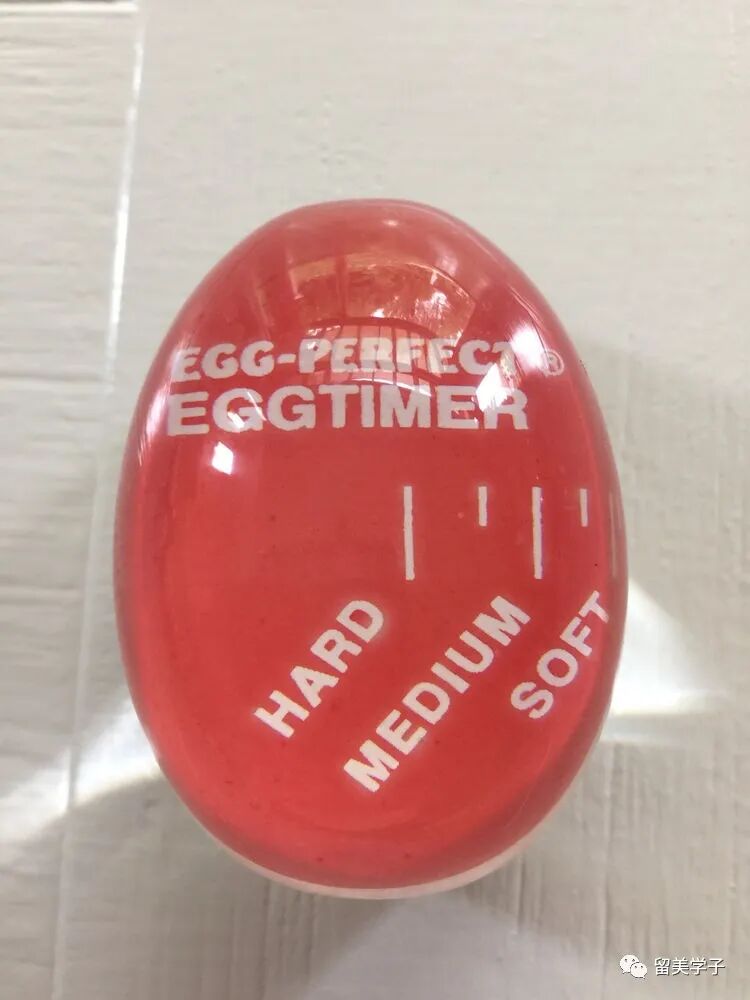 EGG-PERFECT®
EGGTIMER
HARD
MEDIUM
SOFT
留美学子